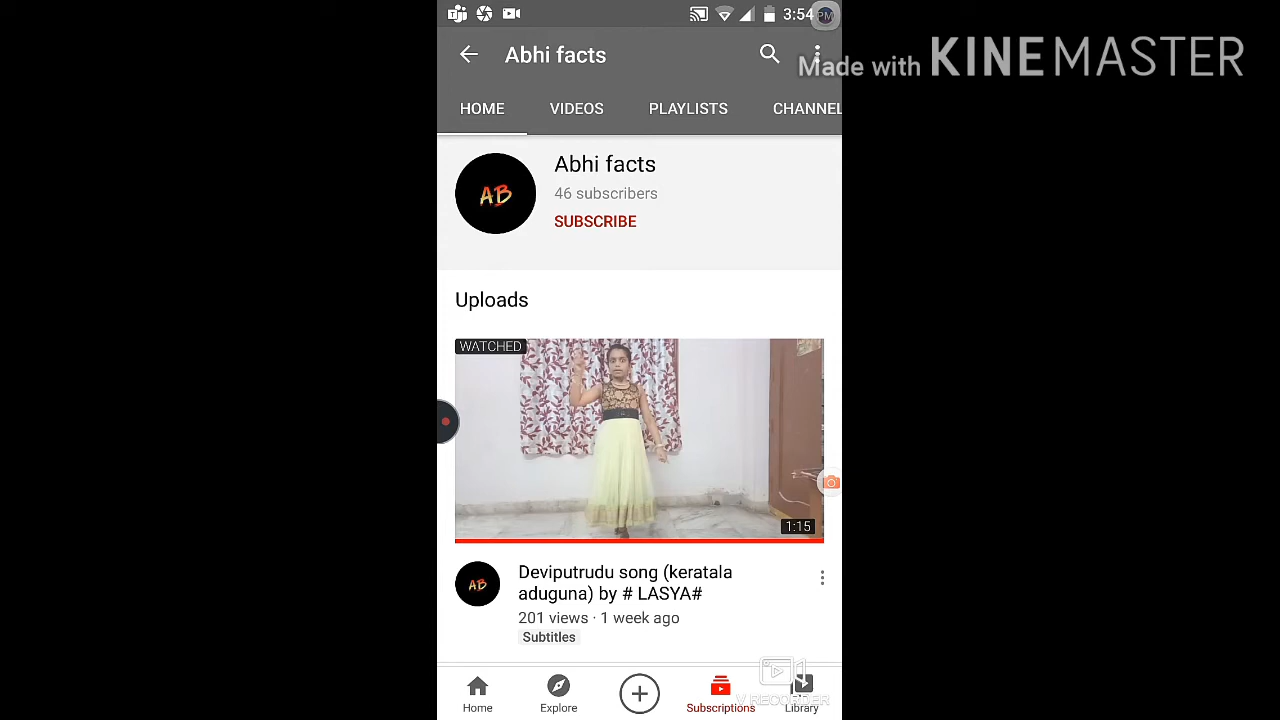 3:54 PM
Abhi facts
Made with KINEMASTER
HOME VIDEOS PLAYLISTS CHANNEL
Abhi facts
AB
46 subscribers
SUBSCRIBE
Uploads
WATCHED
1:15
Deviputrudu song (keratala
AB
aduguna) by # LASYA#
201 views · 1 week ago
Subtitles
V RECORDER
Home Explore Subscriptions Library